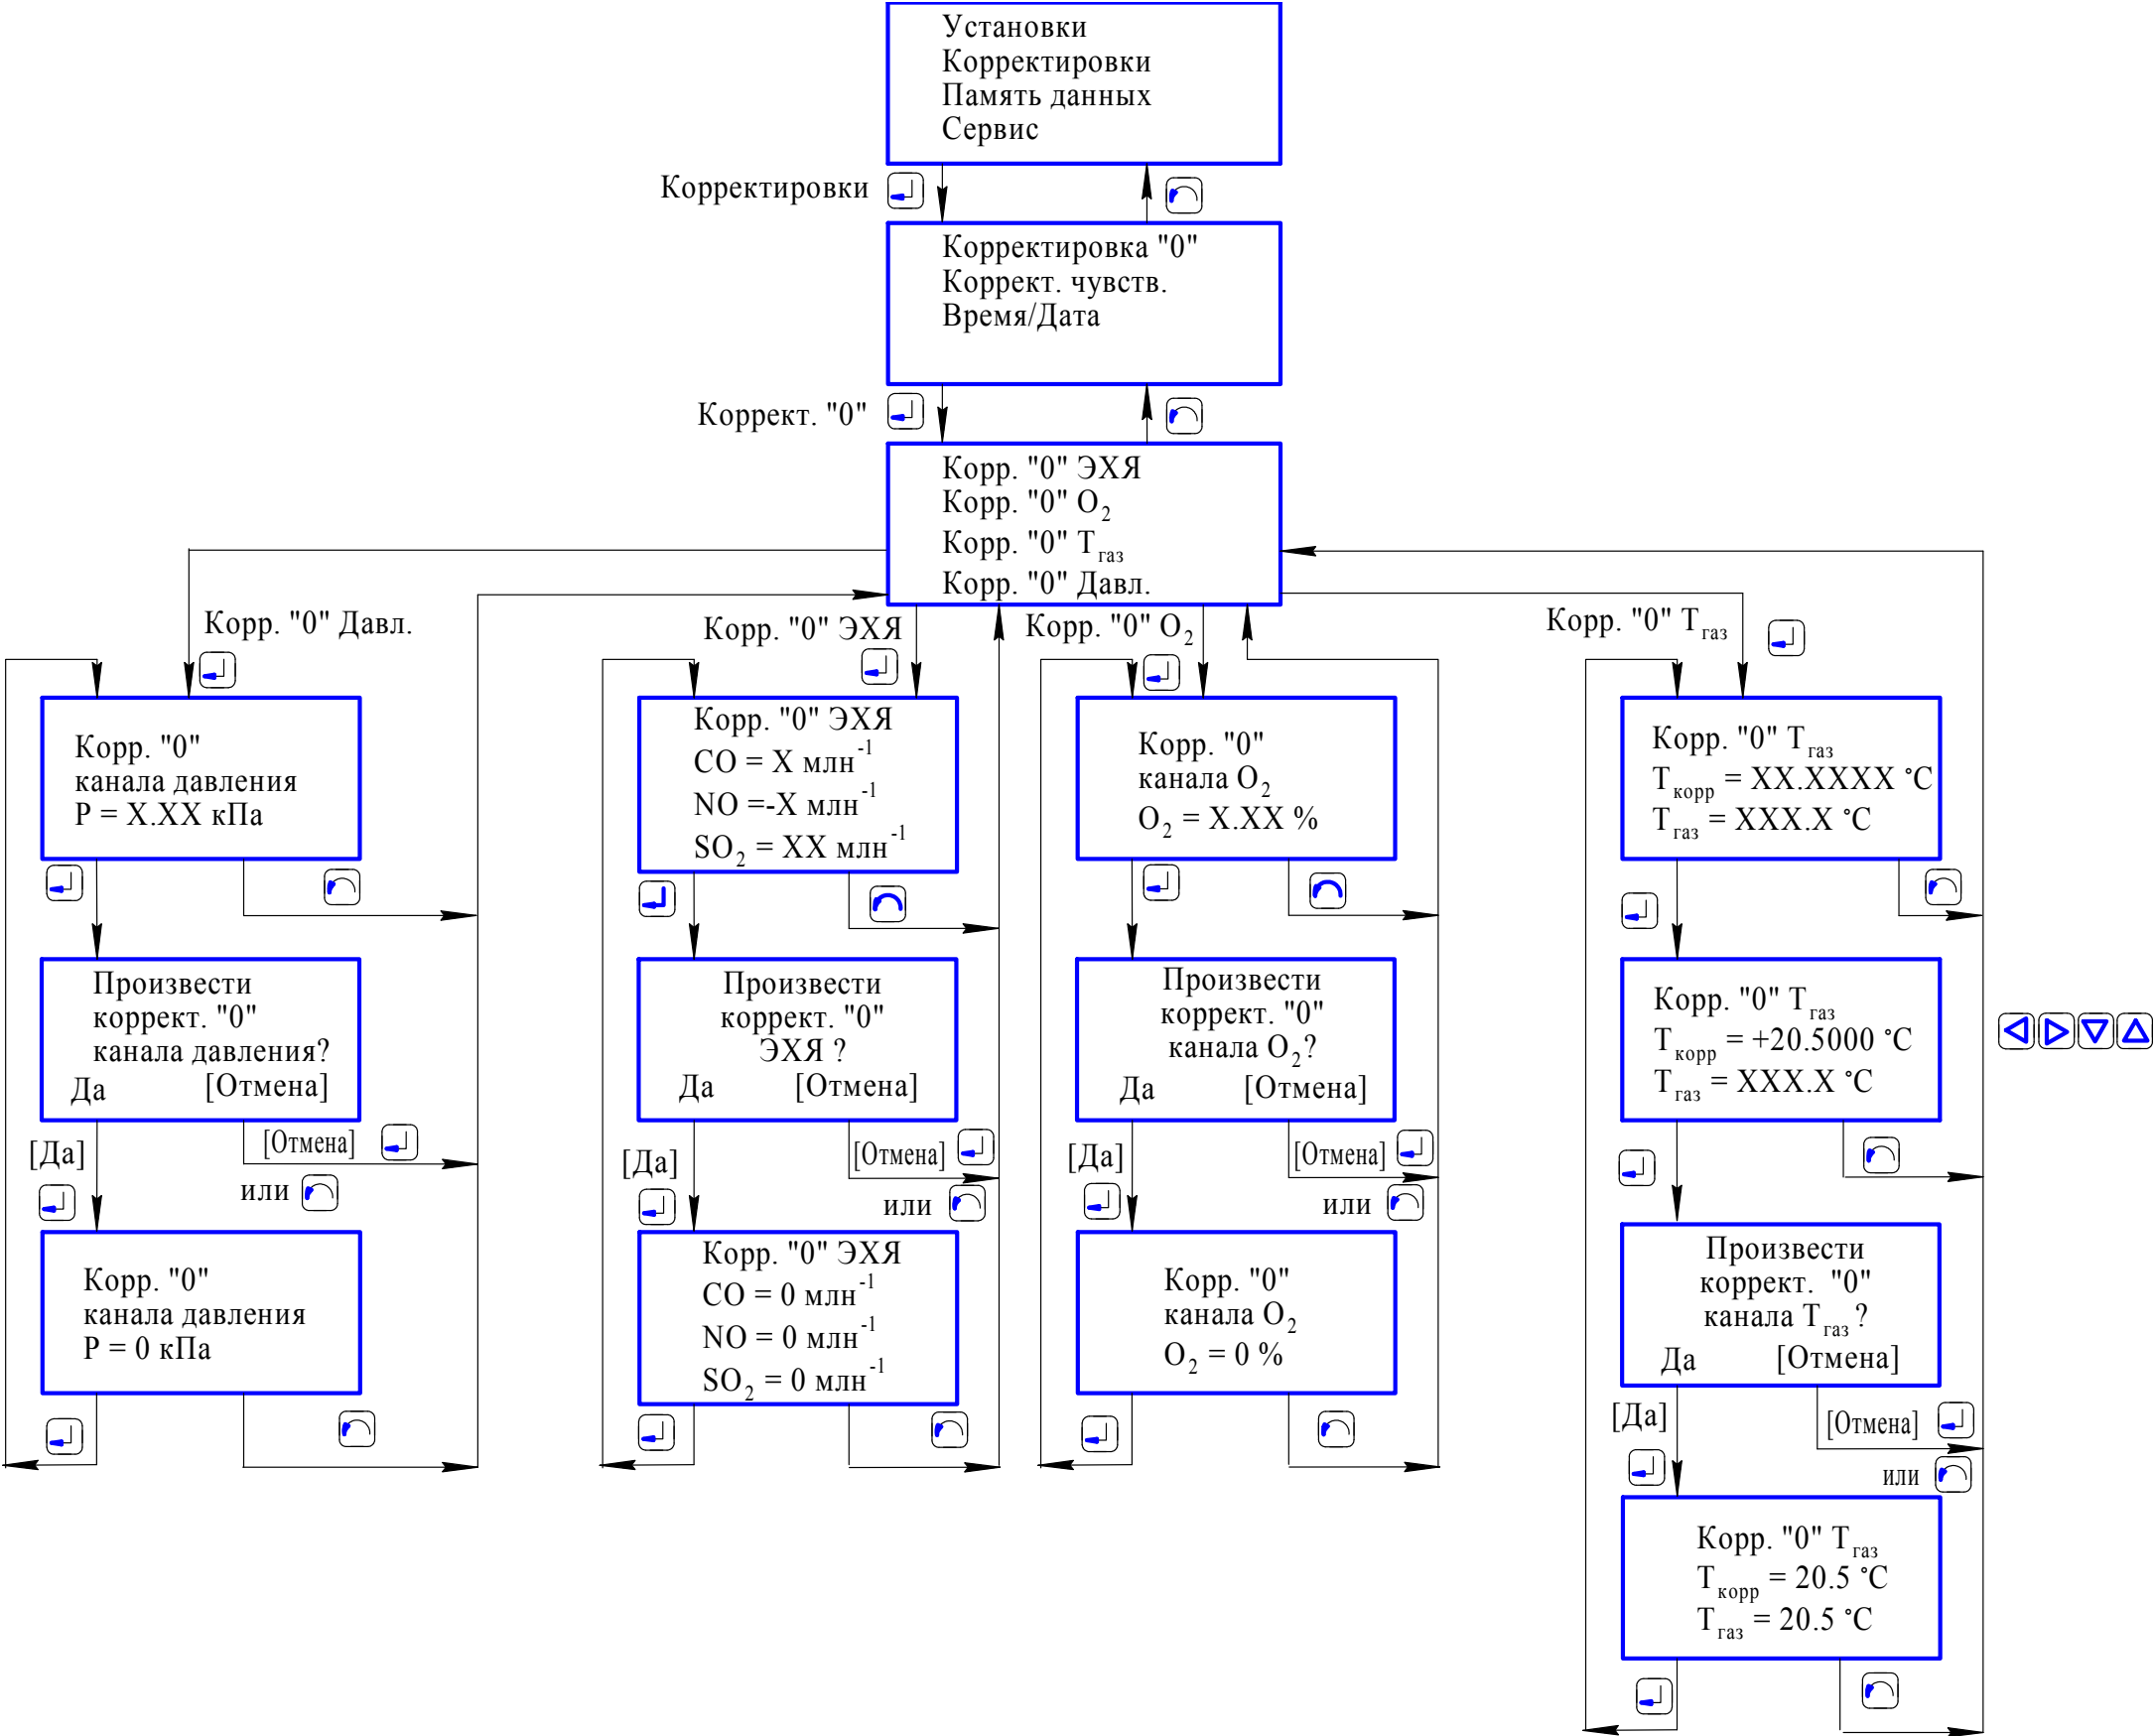 Установки
Корректировки
Память данных
Сервис
Корректировки
Корректировка "0"
Коррект. чувств.
Время/Дата
Коррект. "0"
Корр. "0" ЭХЯ
Корр. "0" O₂
Корр. "0" Tгаз
Корр. "0" Давл.
Корр. "0" Давл.
Корр. "0"
канала давления
P = X.XX кПа
Произвести
коррект. "0"
канала давления?
Да [Отмена]
[Отмена]
[Да]
или
Корр. "0"
канала давления
P = 0 кПа
Корр. "0" ЭХЯ
Корр. "0" ЭХЯ
CO = X млн⁻¹
NO =-X млн⁻¹
SO₂ = XX млн⁻¹
Произвести
коррект. "0"
ЭХЯ ?
Да [Отмена]
[Отмена]
[Да]
или
Корр. "0" ЭХЯ
CO = 0 млн⁻¹
NO = 0 млн⁻¹
SO₂ = 0 млн⁻¹
Корр. "0" O₂
Корр. "0"
канала O₂
O₂ = X.XX %
Произвести
коррект. "0"
канала O₂?
Да [Отмена]
[Отмена]
[Да]
или
Корр. "0"
канала O₂
O₂ = 0 %
Корр. "0" Tгаз
Корр. "0" Tгаз
Tкорр = XX.XXXX °C
Tгаз = XXX.X °C
Корр. "0" Tгаз
Tкорр = +20.5000 °C
Tгаз = XXX.X °C
Произвести
коррект. "0"
канала Tгаз ?
Да [Отмена]
[Да]
[Отмена]
или
Корр. "0" Tгаз
Tкорр = 20.5 °C
Tгаз = 20.5 °C